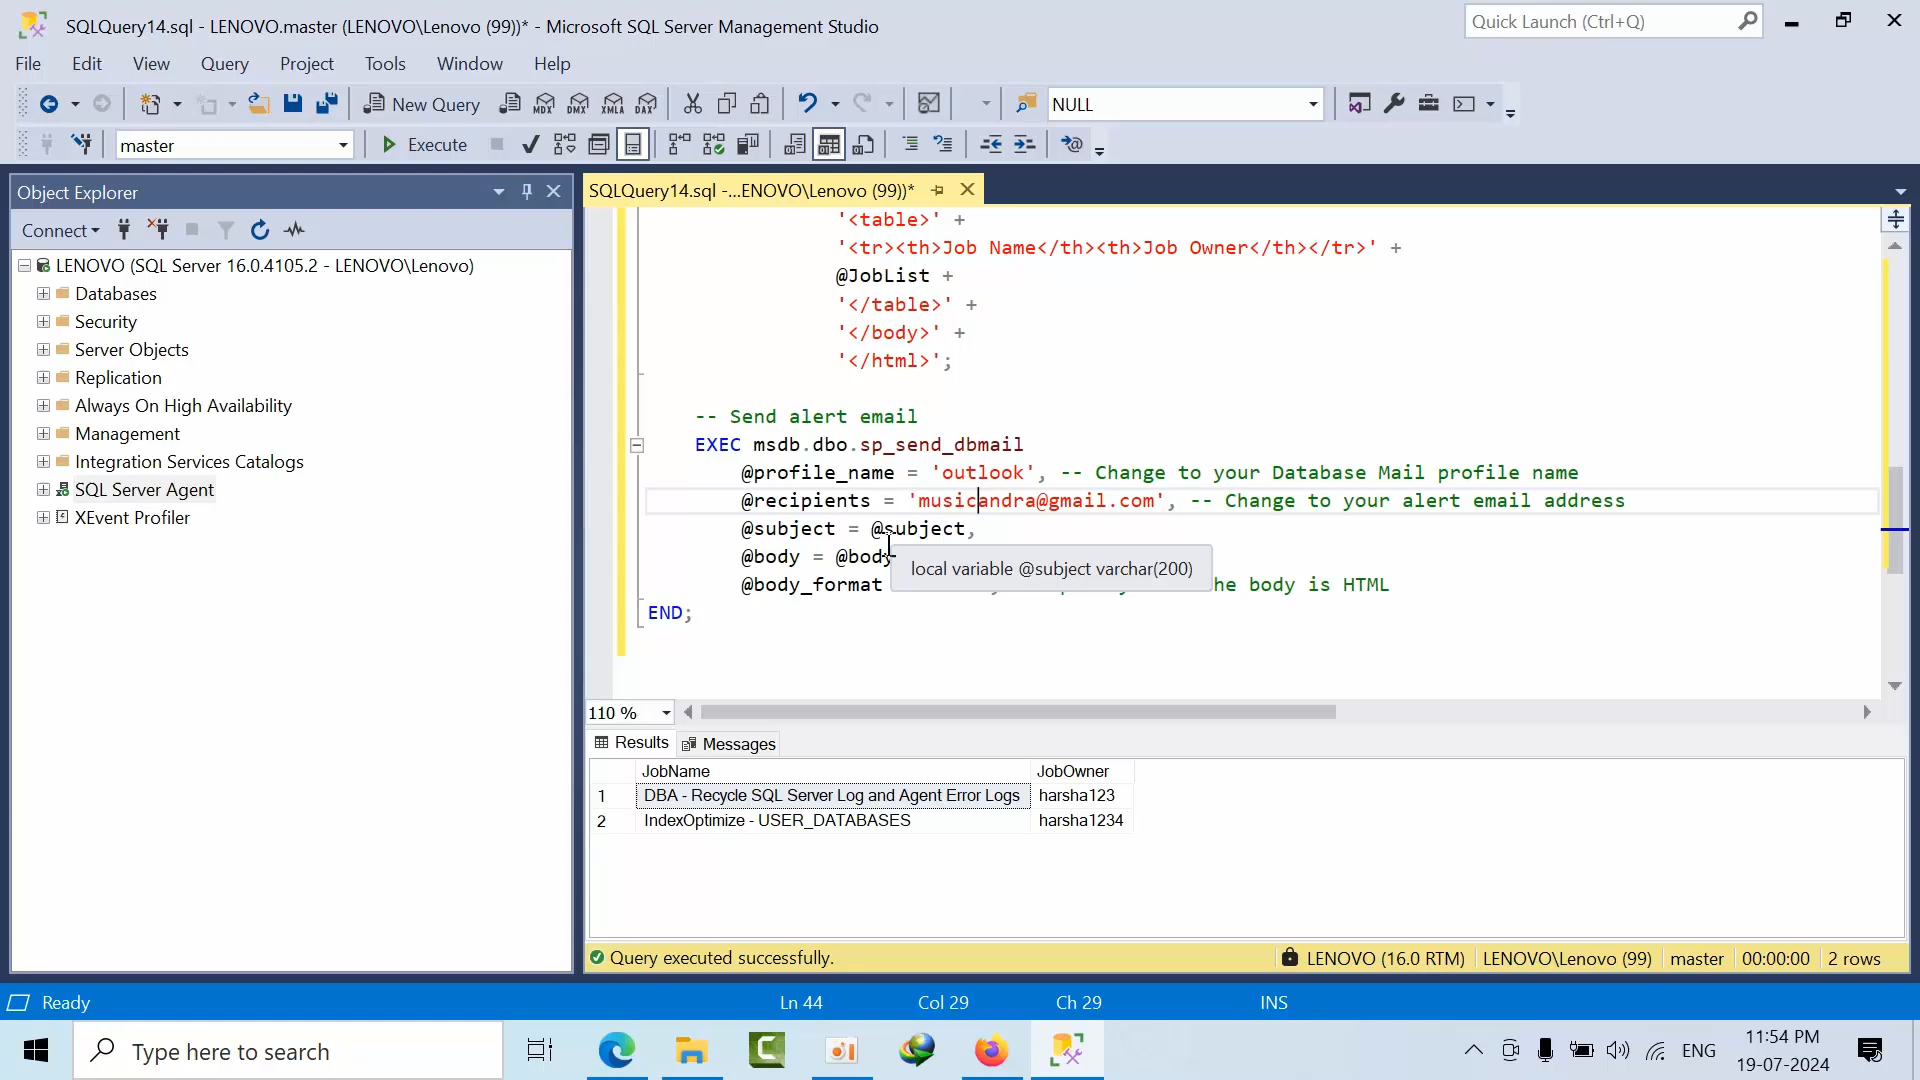 SQLQuery14.sql - LENOVO.master (LENOVO\Lenovo (99))* - Microsoft SQL Server Management Studio
Quick Launch (Ctrl+Q)
File Edit View Query Project Tools Window Help
New Query MDX DMX XMLA DAX NULL
master Execute
Object Explorer
SQLQuery14.sql -...ENOVO\Lenovo (99))*
Connect
LENOVO (SQL Server 16.0.4105.2 - LENOVO\Lenovo)
Databases
Security
Server Objects
Replication
Always On High Availability
Management
Integration Services Catalogs
SQL Server Agent
XEvent Profiler
'<table>' +
'<tr><th>Job Name</th><th>Job Owner</th></tr>' +
@JobList +
'</table>' +
'</body>' +
'</html>';
-- Send alert email
EXEC msdb.dbo.sp_send_dbmail
@profile_name = 'outlook', -- Change to your Database Mail profile name
@recipients = 'musicandra@gmail.com', -- Change to your alert email address
@subject = @subject,
@body = @body
local variable @subject varchar(200)
@body_format he body is HTML
END;
110 %
Results Messages
JobName JobOwner
1 DBA - Recycle SQL Server Log and Agent Error Logs harsha123
2 IndexOptimize - USER_DATABASES harsha1234
Query executed successfully. LENOVO (16.0 RTM) LENOVO\Lenovo (99) master 00:00:00 2 rows
Ready Ln 44 Col 29 Ch 29 INS
Type here to search
ENG
11:54 PM
19-07-2024